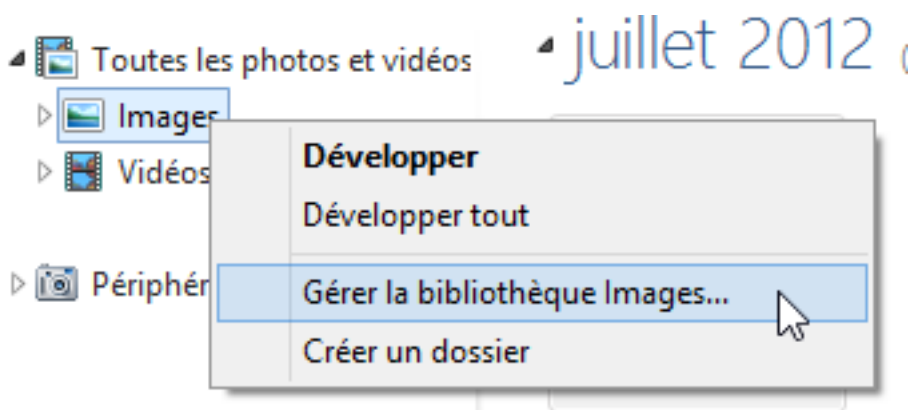 Toutes les photos et vidéos
juillet 2012
Images
Développer
Vidéos
Développer tout
Périphér
Gérer la bibliothèque Images...
Créer un dossier